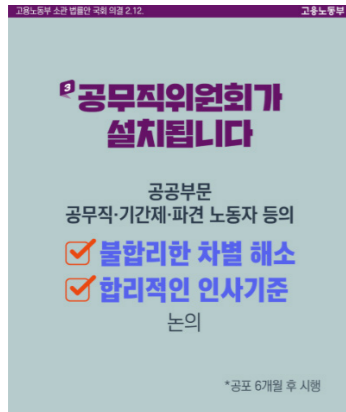 고용노동부 소관 법률안 국회 의결 2.12.
고용노동부
3 공무직위원회가
설치됩니다
공공부문
공무직·기간제·파견 노동자 등의
불합리한 차별 해소
합리적인 인사기준
논의
*공포 6개월 후 시행